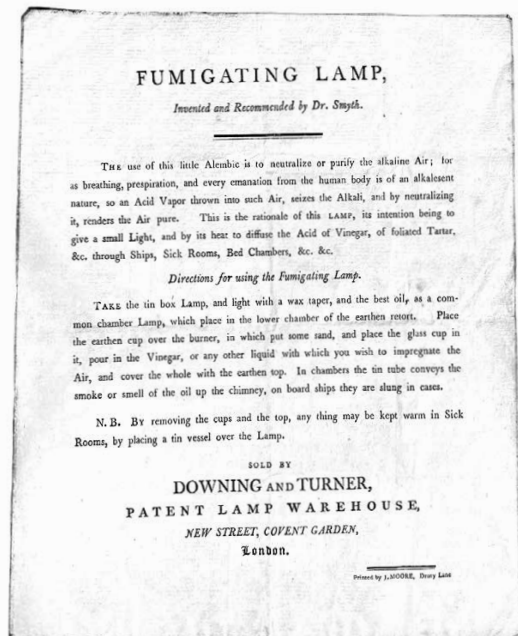 FUMIGATING LAMP,
Invented and Recommended by Dr. Smyth.
THE use of this little Alembic is to neutralize or purify the alkaline Air; for
as breathing, prespiration, and every emanation from the human body is of an alkalesent
nature, so an Acid Vapor thrown into such Air, seizes the Alkali, and by neutralizing
it, renders the Air pure. This is the rationale of this LAMP, its intention being to
give a small Light, and by its heat to diffuse the Acid of Vinegar, of foliated Tartar,
&c. through Ships, Sick Rooms, Bed Chambers, &c. &c.
Directions for using the Fumigating Lamp.
TAKE the tin box Lamp, and light with a wax taper, and the best oil, as a com-
mon chamber Lamp, which place in the lower chamber of the earthen retort. Place
the earthen cup over the burner, in which put some sand, and place the glass cup in
it, pour in the Vinegar, or any other liquid with which you wish to impregnate the
Air, and cover the whole with the earthen top. In chambers the tin tube conveys the
smoke or smell of the oil up the chimney, on board ships they are slung in cases.
N. B. BY removing the cups and the top, any thing may be kept warm in Sick
Rooms, by placing a tin vessel over the Lamp.
SOLD BY
DOWNING AND TURNER,
PATENT LAMP WAREHOUSE,
NEW STREET, COVENT GARDEN,
London.
Printed by J. MOORE, Drury Lane